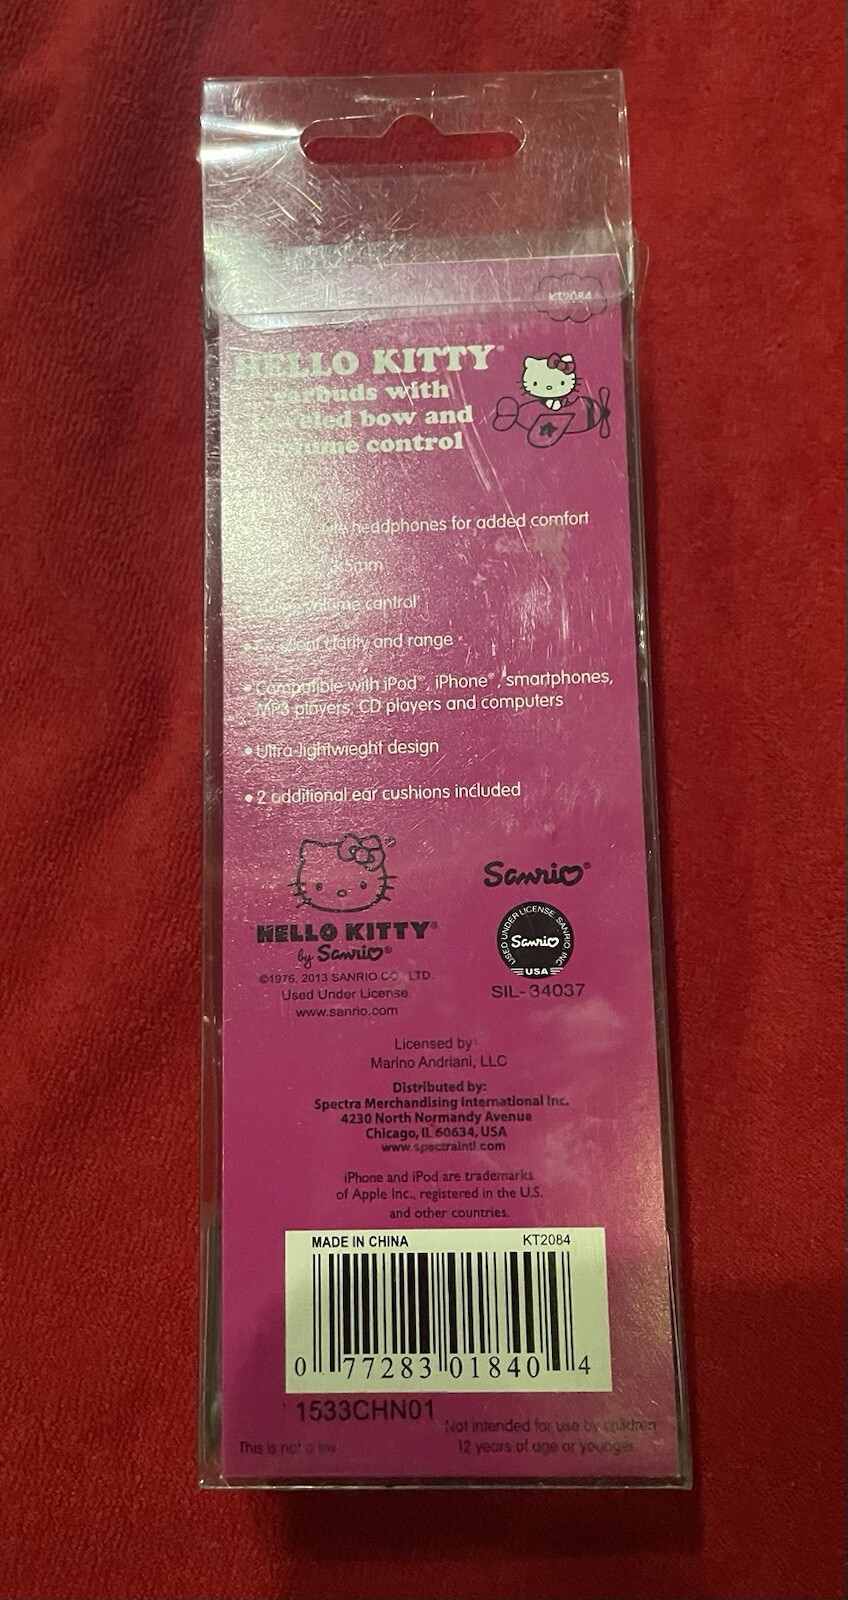 KT2084
HELLO KITTY®
with
bow and
control
headphones for added comfort
3.5mm
volume cantrol
• Excellent clarity and range
• Compatible with iPod®, iPhone®, smartphones,
MP3 players, CD players and computers
• Ultra-lightwieght design
• 2 additional ear cushions included
Sanrio®
HELLO KITTY®
by Sanrio®
©1976, 2013 SANRIO CO., LTD.
Used Under License
www.sanrio.com
USED UNDER LICENSE SANRIO, INC.
Sanrio
USA
SIL-34037
Licensed by:
Marino Andriani, LLC
Distributed by:
Spectra Merchandising International Inc.
4230 North Normandy Avenue
Chicago, IL 60634, USA
www.spectraintl.com
iPhone and iPod are trademarks
of Apple Inc., registered in the U.S.
and other countries.
MADE IN CHINA KT2084
0 77283 01840 4
1533CHN01
This is not a toy
Not intended for use by children
12 years of age or younger